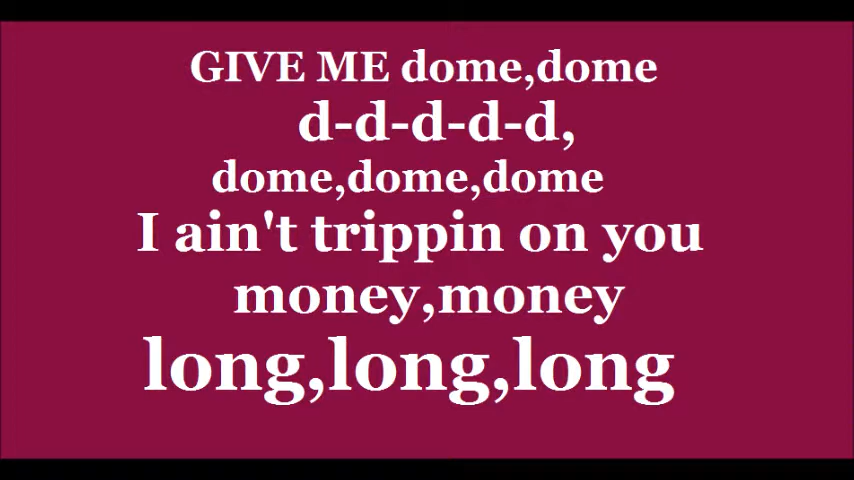 GIVE ME dome,dome
d-d-d-d-d,
dome,dome,dome
I ain't trippin on you
money,money
long,long,long